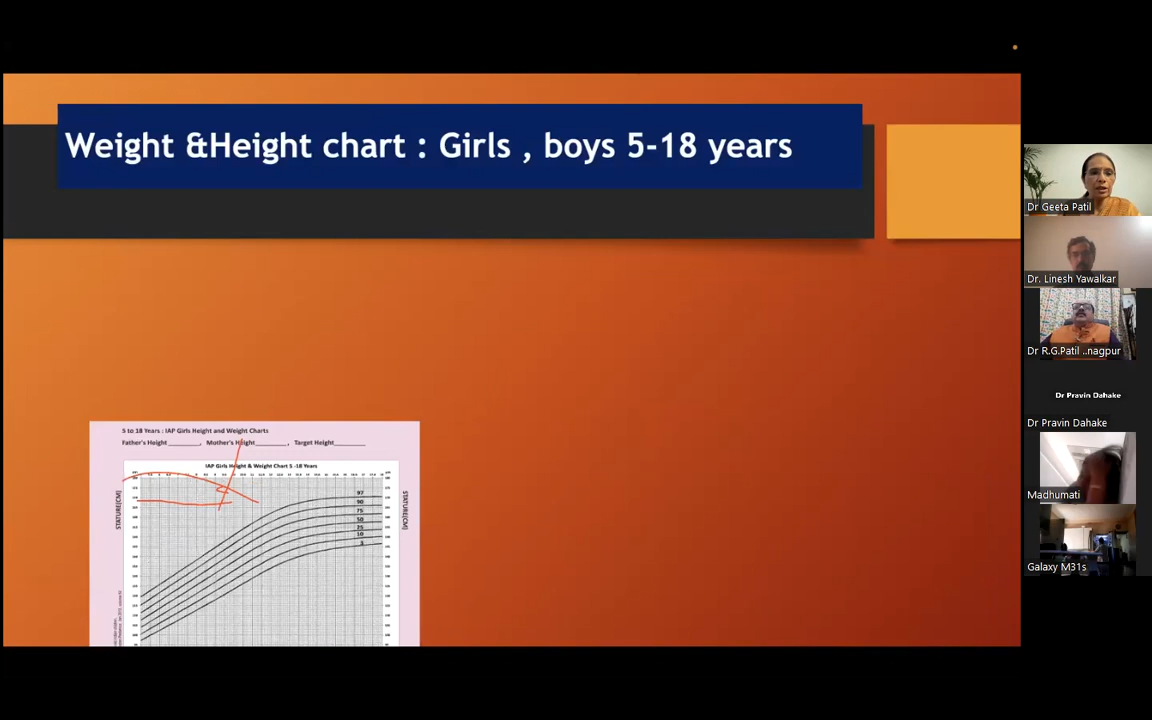 Weight &Height chart : Girls , boys 5-18 years
5 to 18 Years : IAP Girls Height and Weight Charts
Father's Height ________, Mother's Height________, Target Height________
IAP Girls Height & Weight Chart 5 -18 Years
STATURE(CM)
STATURE(CM)
97
90
75
50
25
10
3
Dr Geeta Patil
Dr. Linesh Yawalkar
Dr R.G.Patil ..nagpur
Dr Pravin Dahake
Dr Pravin Dahake
Madhumati
Galaxy M31s